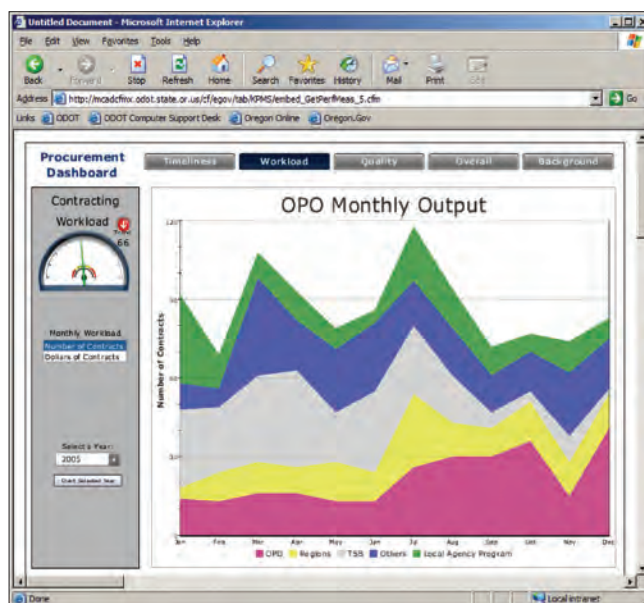 Untitled Document - Microsoft Internet Explorer
File Edit View Favorites Tools Help
Back Forward Stop Refresh Home Search Favorites History Mail Print Edit
Address http://mcadcfmx.odot.state.or.us/cf/egov/tab/KPMS/embed_GetPerfMeas_5.cfm Go
Links ODOT ODOT Computer Support Desk Oregon Online Oregon.Gov
Procurement
Dashboard
Timeliness Workload Quality Overall Background
Contracting
Workload
66
Monthly Workload
Number of Contracts
Dollars of Contracts
Select a Year:
2005
Chart Selected Year
OPO Monthly Output
Number of Contracts
120
90
60
30
Jan Feb Mar Apr May Jun Jul Aug Sep Oct Nov Dec
OPO Regions TSB Others Local Agency Program
Done Local intranet